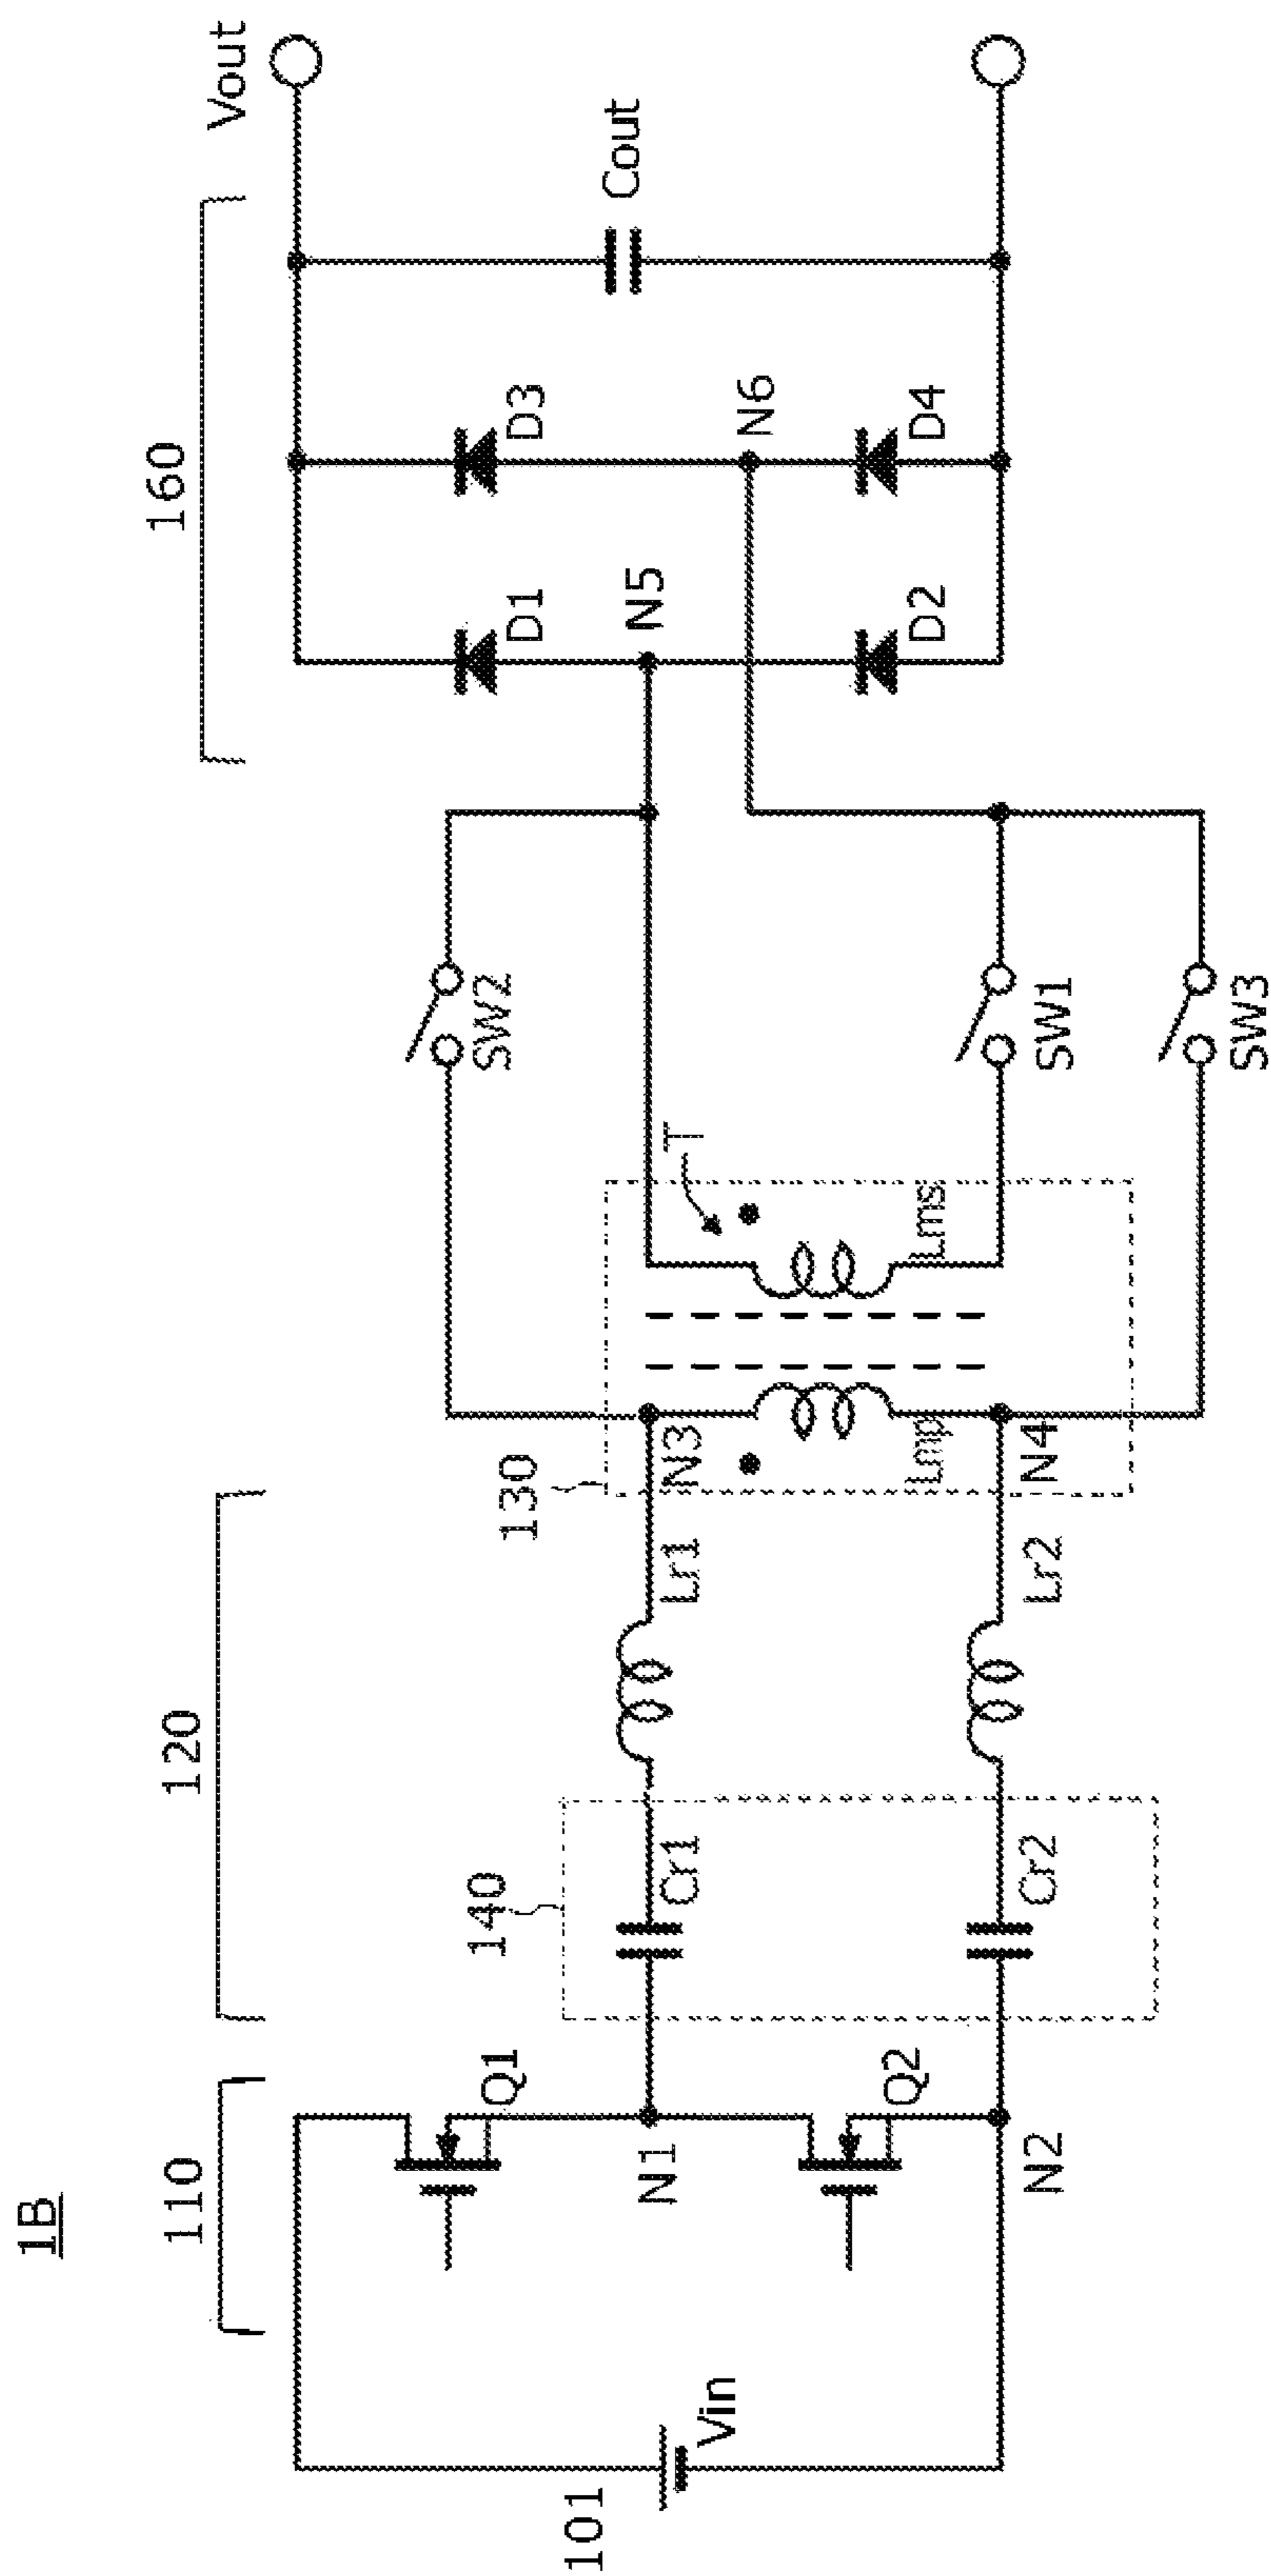 1B
110
120
160
Vout
101
Vin
Q1
N1
Q2
N2
140
Cr1
Cr2
Lr1
Lr2
130
N3
Lmp
N4
T
Lms
SW2
SW1
SW3
N5
D1
D2
D3
N6
D4
Cout